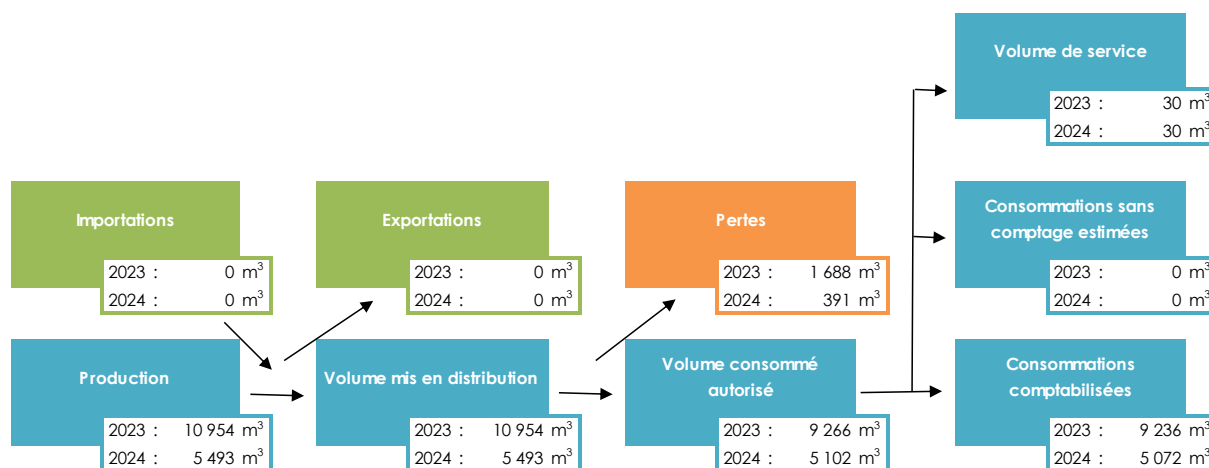 Volume de service
2023 : 30 m³
2024 : 30 m³
Importations
2023 : 0 m³
2024 : 0 m³
Exportations
2023 : 0 m³
2024 : 0 m³
Pertes
2023 : 1 688 m³
2024 : 391 m³
Consommations sans
comptage estimées
2023 : 0 m³
2024 : 0 m³
Production
2023 : 10 954 m³
2024 : 5 493 m³
Volume mis en distribution
2023 : 10 954 m³
2024 : 5 493 m³
Volume consommé
autorisé
2023 : 9 266 m³
2024 : 5 102 m³
Consommations
comptabilisées
2023 : 9 236 m³
2024 : 5 072 m³